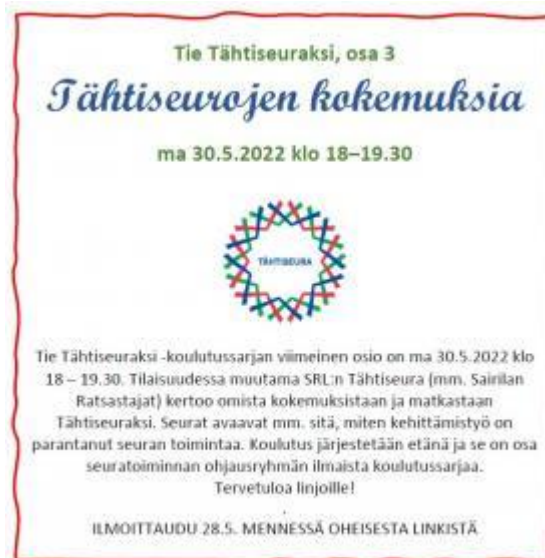 Tie Tähtiseuraksi, osa 3
Tähtiseurojen kokemuksia
ma 30.5.2022 klo 18–19.30
TÄHTISEURA
Tie Tähtiseuraksi -koulutussarjan viimeinen osio on ma 30.5.2022 klo
18 – 19.30. Tilaisuudessa muutama SRL:n Tähtiseura (mm. Sairilan
Ratsastajat) kertoo omista kokemuksistaan ja matkastaan
Tähtiseuraksi. Seurat avaavat mm. sitä, miten kehittämistyö on
parantanut seuran toimintaa. Koulutus järjestetään etänä ja se on osa
seuratoiminnan ohjausryhmän ilmaista koulutussarjaa.
Tervetuloa linjoille!
.
ILMOITTAUDU 28.5. MENNESSÄ OHEISESTA LINKISTÄ